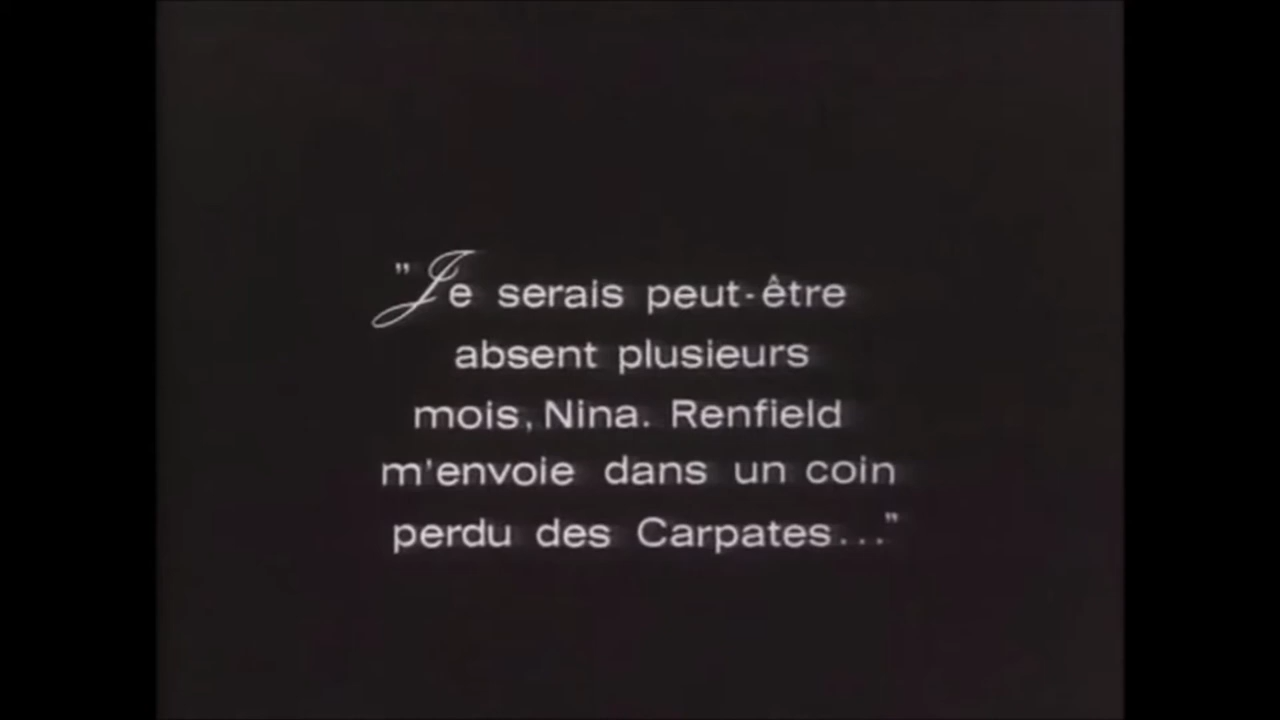 "Je serais peut-être
absent plusieurs
mois, Nina. Renfield
m'envoie dans un coin
perdu des Carpates..."